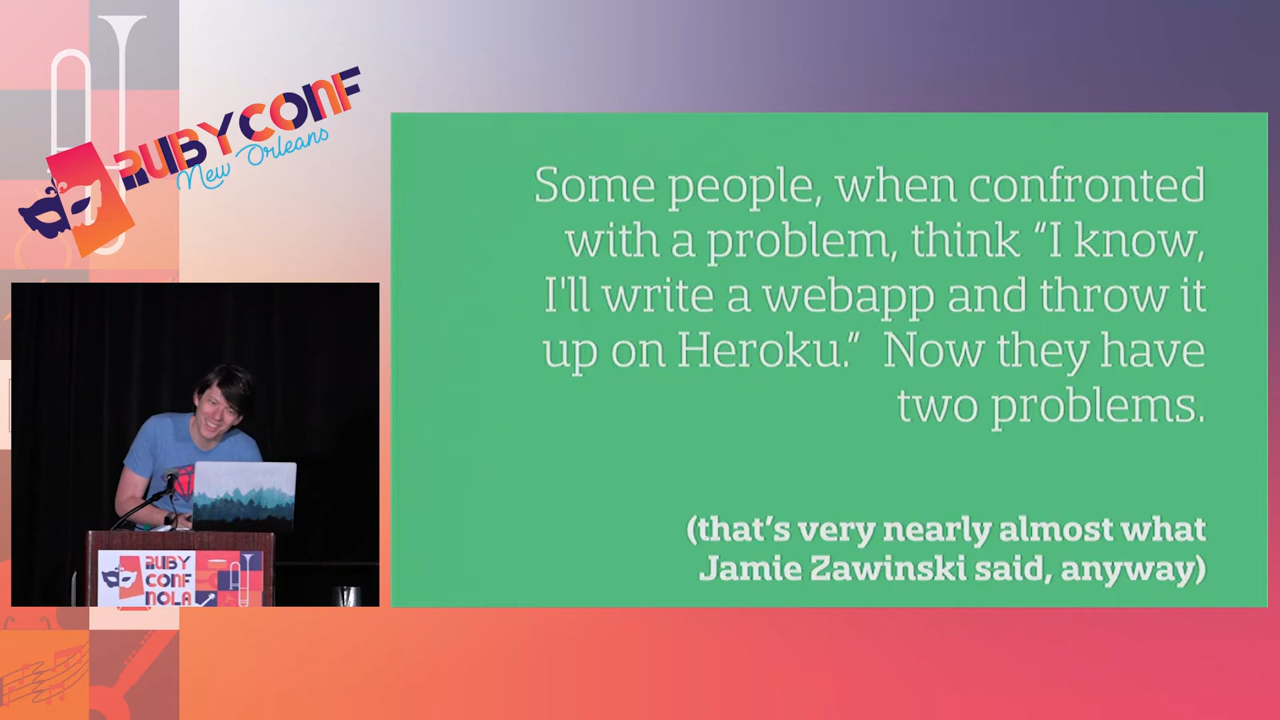 RUBYCONF
New Orleans
Some people, when confronted
with a problem, think “I know,
I'll write a webapp and throw it
up on Heroku.” Now they have
two problems.
(that’s very nearly almost what
Jamie Zawinski said, anyway)
RUBY
CONF
NOLA